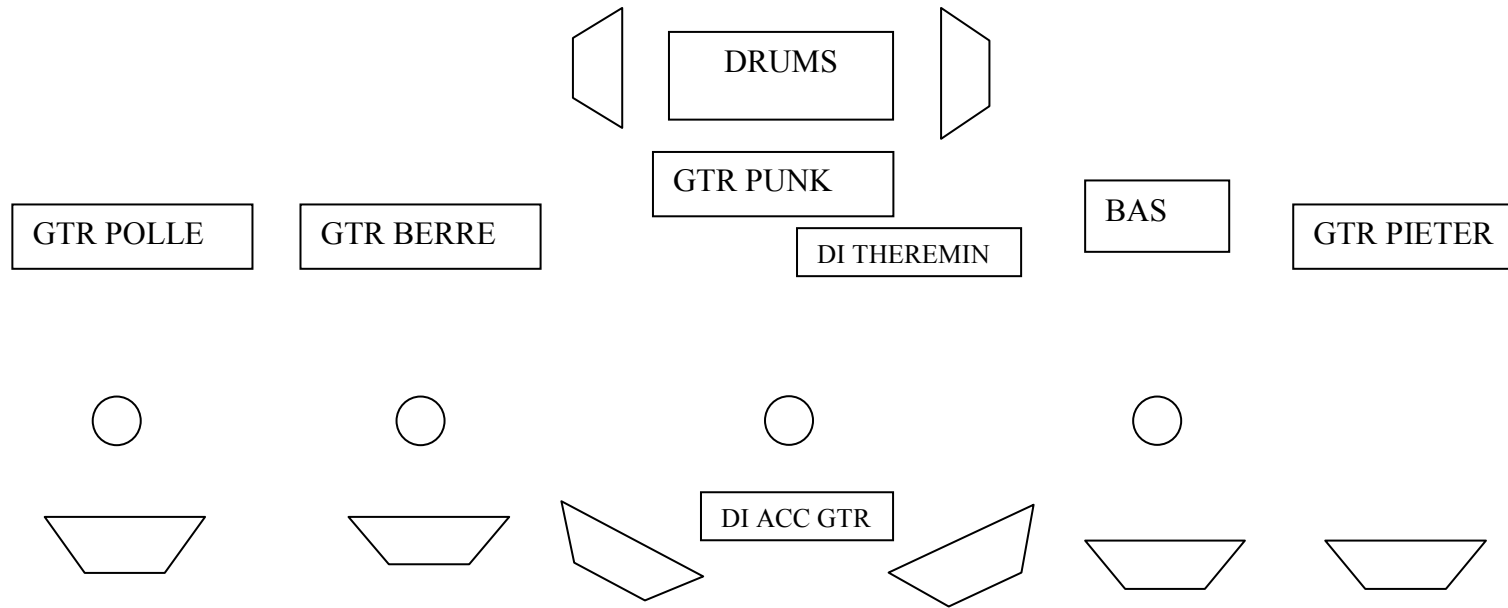 DRUMS
GTR PUNK
BAS
GTR POLLE
GTR BERRE
GTR PIETER
DI THEREMIN
DI ACC GTR